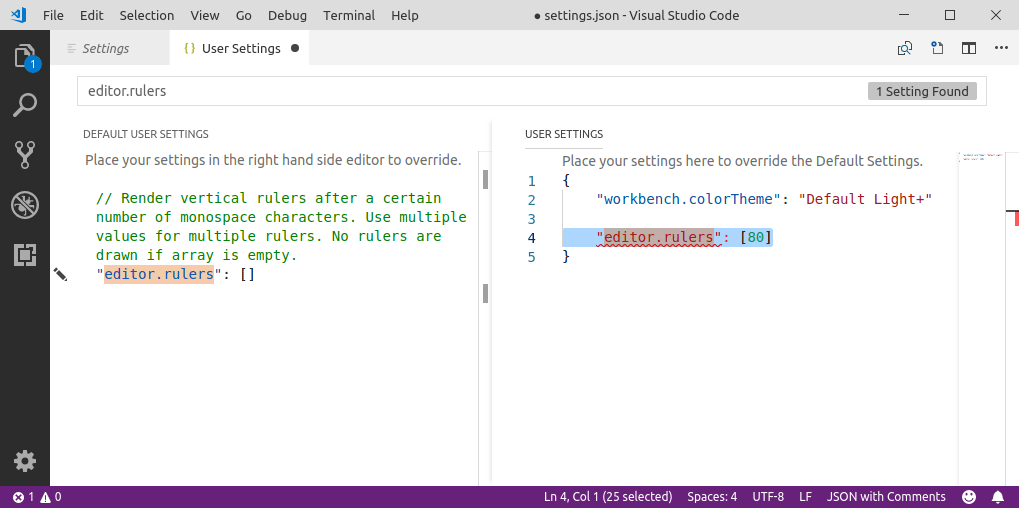 File Edit Selection View Go Debug Terminal Help ● settings.json - Visual Studio Code
1
Settings
{} User Settings ●
editor.rulers
1 Setting Found
DEFAULT USER SETTINGS
Place your settings in the right hand side editor to override.
// Render vertical rulers after a certain
number of monospace characters. Use multiple
values for multiple rulers. No rulers are
drawn if array is empty.
"editor.rulers": []
USER SETTINGS
Place your settings here to override the Default Settings.
1 {
2 "workbench.colorTheme": "Default Light+"
3
4 "editor.rulers": [80]
5 }
1 0 Ln 4, Col 1 (25 selected) Spaces: 4 UTF-8 LF JSON with Comments